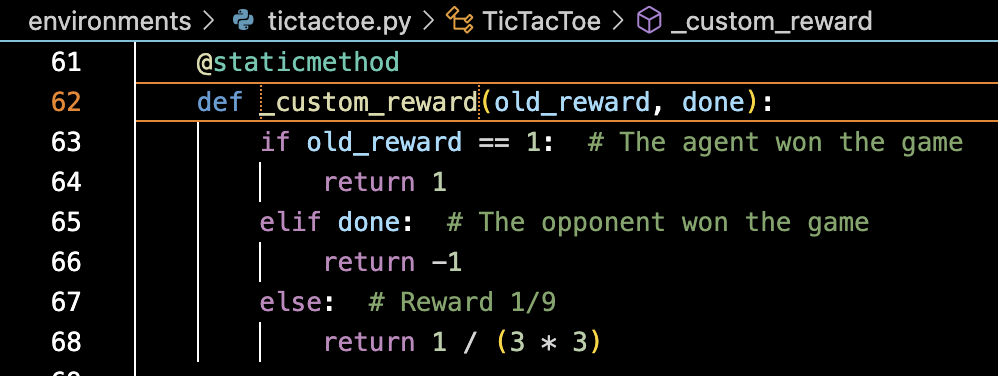 environments > tictactoe.py > TicTacToe > _custom_reward
61 @staticmethod
62 def _custom_reward(old_reward, done):
63 if old_reward == 1:  # The agent won the game
64 return 1
65 elif done:  # The opponent won the game
66 return -1
67 else:  # Reward 1/9
68 return 1 / (3 * 3)